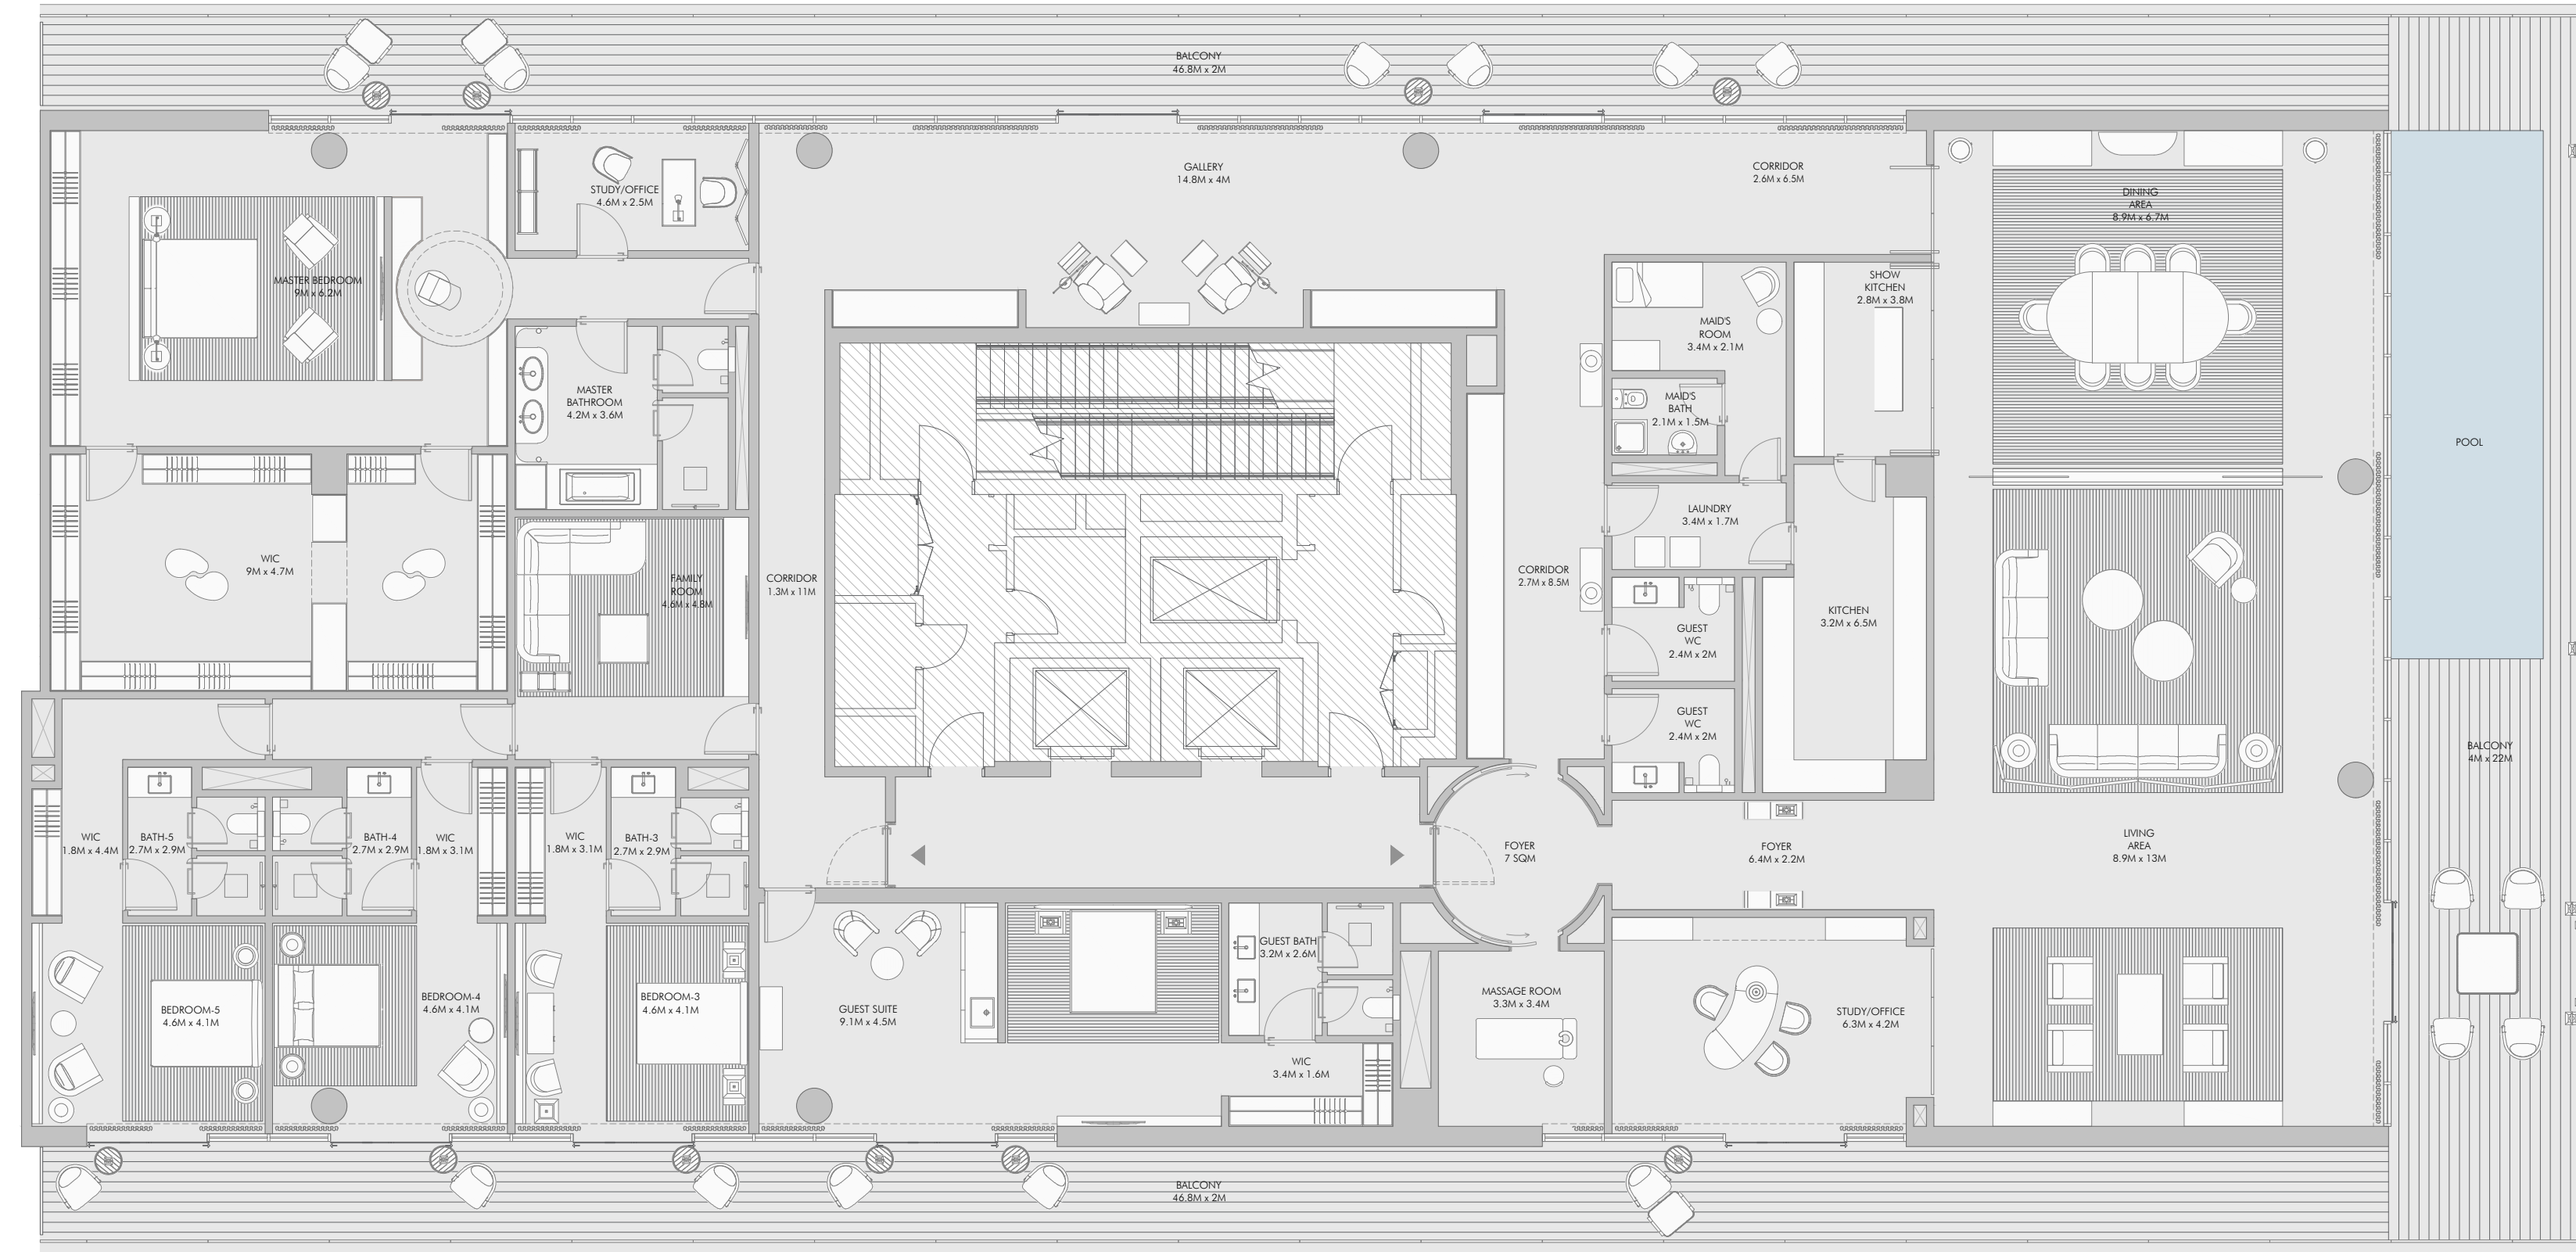 BALCONY
46.8M x 2M
GALLERY
14.8M x 4M
CORRIDOR
2.6M x 6.5M
STUDY/OFFICE
4.6M x 2.5M
DINING
AREA
8.9M x 6.7M
MASTER BEDROOM
9M x 6.2M
SHOW
KITCHEN
2.8M x 3.8M
MAID'S
ROOM
3.4M x 2.1M
MASTER
BATHROOM
4.2M x 3.6M
MAID'S
BATH
2.1M x 1.5M
POOL
LAUNDRY
3.4M x 1.7M
WIC
9M x 4.7M
FAMILY
ROOM
4.6M x 4.8M
CORRIDOR
1.3M x 11M
CORRIDOR
2.7M x 8.5M
KITCHEN
3.2M x 6.5M
GUEST
WC
2.4M x 2M
GUEST
WC
2.4M x 2M
BALCONY
4M x 22M
WIC
1.8M x 4.4M
BATH-5
2.7M x 2.9M
BATH-4
2.7M x 2.9M
WIC
1.8M x 3.1M
WIC
1.8M x 3.1M
BATH-3
2.7M x 2.9M
FOYER
7 SQM
FOYER
6.4M x 2.2M
LIVING
AREA
8.9M x 13M
GUEST BATH
3.2M x 2.6M
BEDROOM-5
4.6M x 4.1M
BEDROOM-4
4.6M x 4.1M
BEDROOM-3
4.6M x 4.1M
GUEST SUITE
9.1M x 4.5M
MASSAGE ROOM
3.3M x 3.4M
STUDY/OFFICE
6.3M x 4.2M
WIC
3.4M x 1.6M
BALCONY
46.8M x 2M